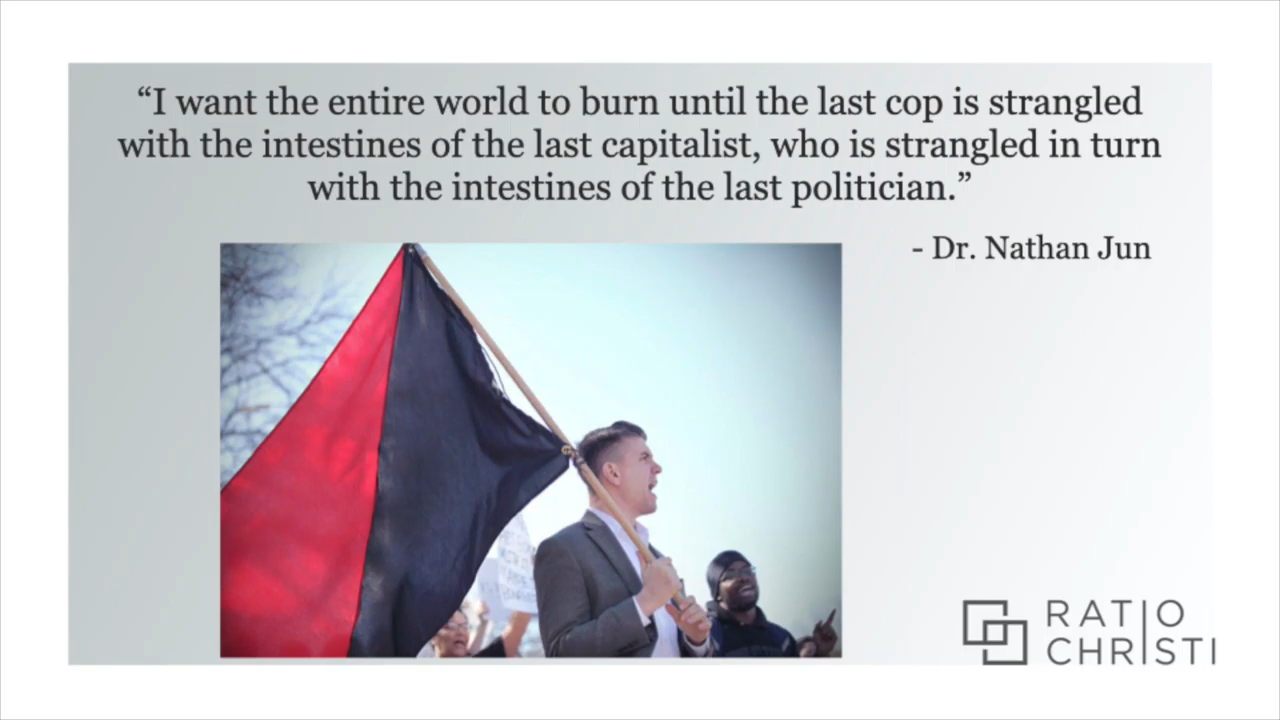 “I want the entire world to burn until the last cop is strangled
with the intestines of the last capitalist, who is strangled in turn
with the intestines of the last politician.”
- Dr. Nathan Jun
RATIO
CHRISTI